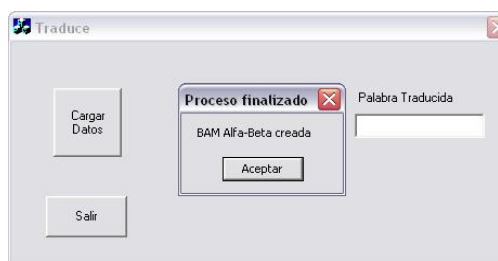 Traduce
Cargar
Datos
Proceso finalizado
BAM Alfa-Beta creada
Aceptar
Palabra Traducida
Salir